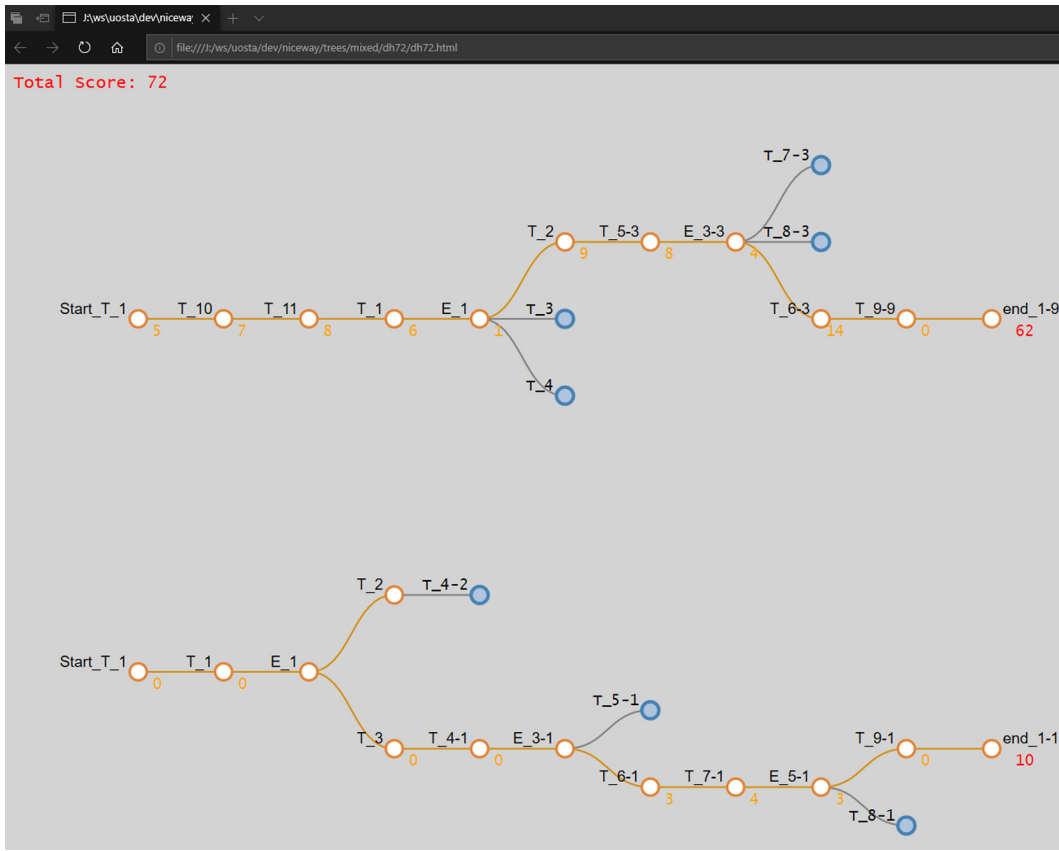 J:\ws\uosta\dev\niceway
file:///J:/ws/uosta/dev/niceway/trees/mixed/dh72/dh72.html
Total Score: 72
T_7-3
T_2 T_5-3 E_3-3 T_8-3
9 8 4
Start_T_1 T_10 T_11 T_1 E_1 T_3 T_6-3 T_9-9 end_1-9
5 7 8 6 1 14 0 62
T_4
T_2 T_4-2
Start_T_1 T_1 E_1
0 0
T_5-1
T_3 T_4-1 E_3-1 T_9-1 end_1-1
0 0 0 10
T_6-1 T_7-1 E_5-1
3 4 3
T_8-1